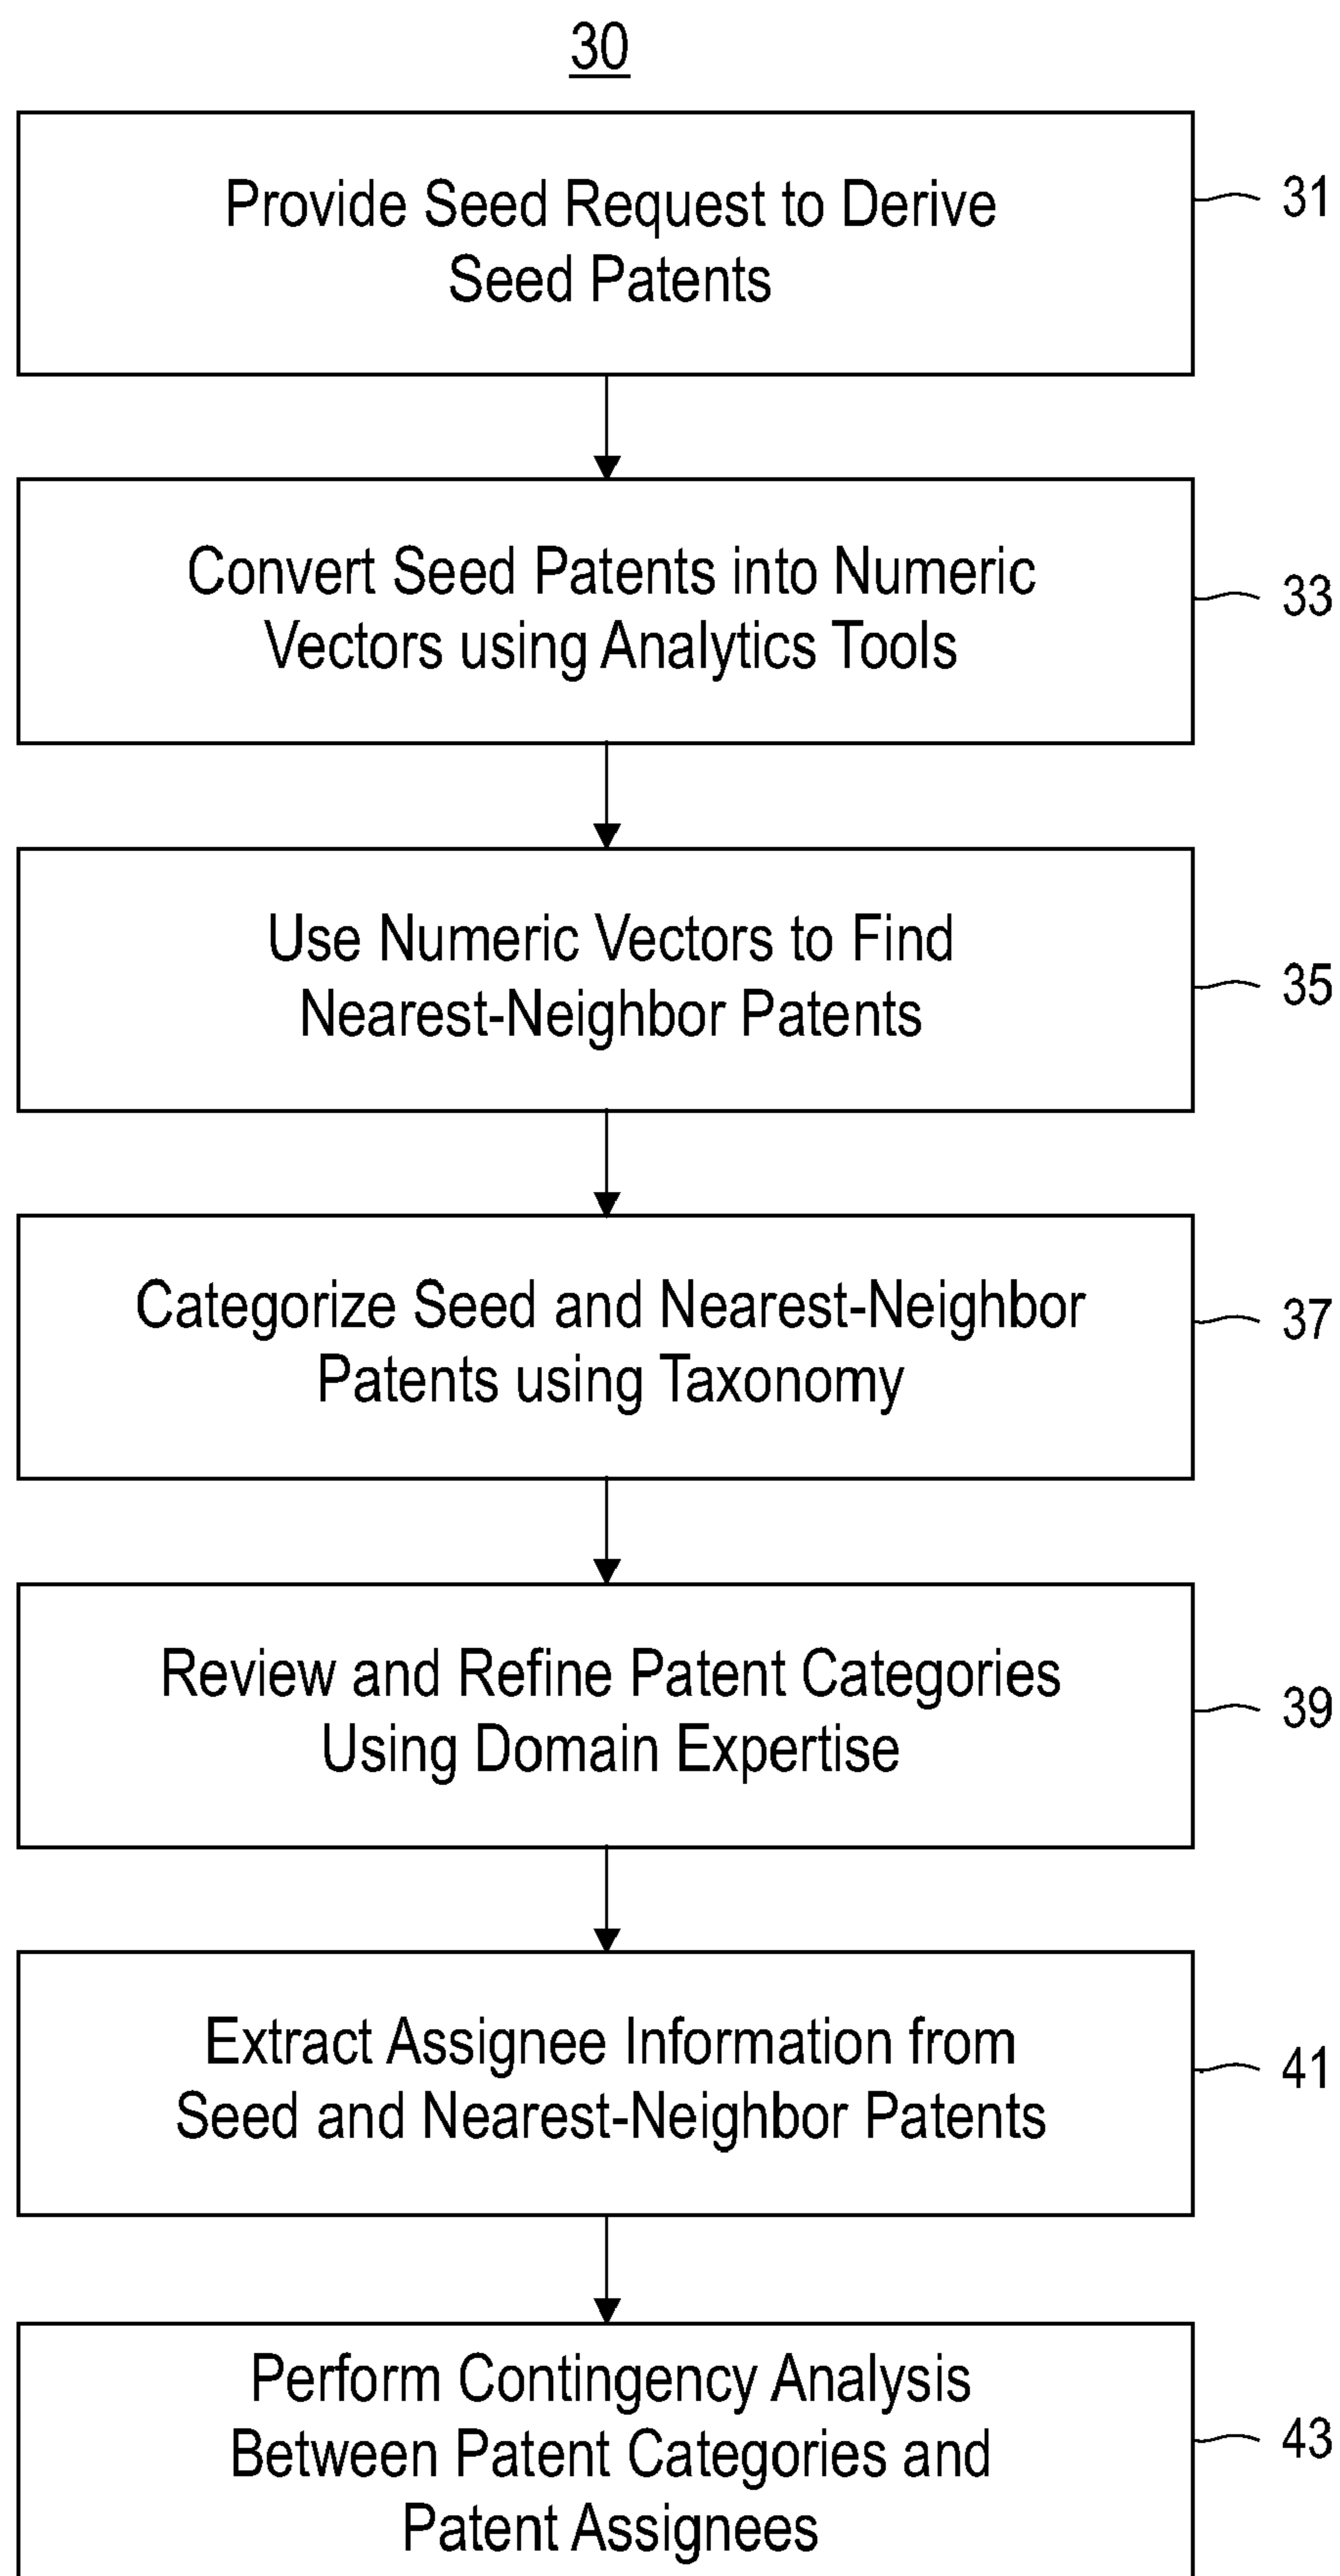 30
Provide Seed Request to Derive
Seed Patents
31
Convert Seed Patents into Numeric
Vectors using Analytics Tools
33
Use Numeric Vectors to Find
Nearest-Neighbor Patents
35
Categorize Seed and Nearest-Neighbor
Patents using Taxonomy
37
Review and Refine Patent Categories
Using Domain Expertise
39
Extract Assignee Information from
Seed and Nearest-Neighbor Patents
41
Perform Contingency Analysis
Between Patent Categories and
Patent Assignees
43